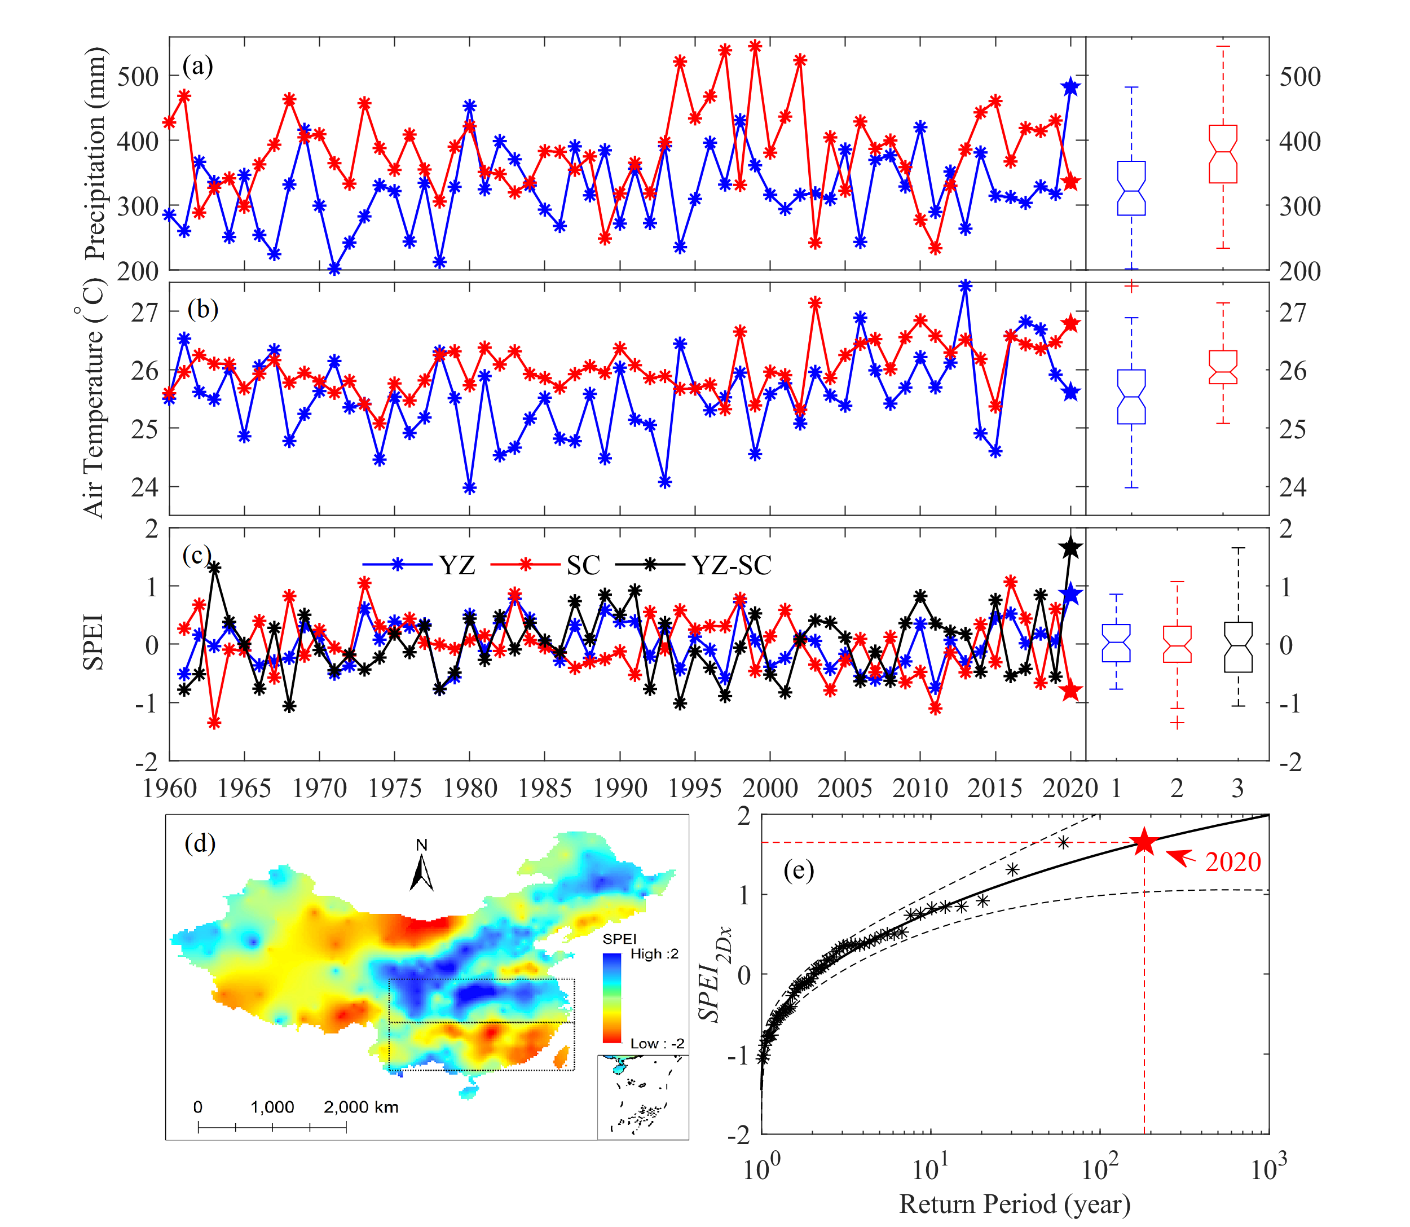 (a)
Precipitation (mm)
500
400
300
200
500
400
300
200
(b)
Air Temperature (°C)
27
26
25
24
27
26
25
24
(c)
YZ
SC
YZ-SC
SPEI
2
1
0
-1
-2
2
1
0
-1
-2
1960 1965 1970 1975 1980 1985 1990 1995 2000 2005 2010 2015 2020 1 2 3
(d)
N
SPEI
High : 2
Low : -2
0 1,000 2,000 km
(e)
2020
SPEI2Dx
2
1
0
-1
-2
10^0 10^1 10^2 10^3
Return Period (year)